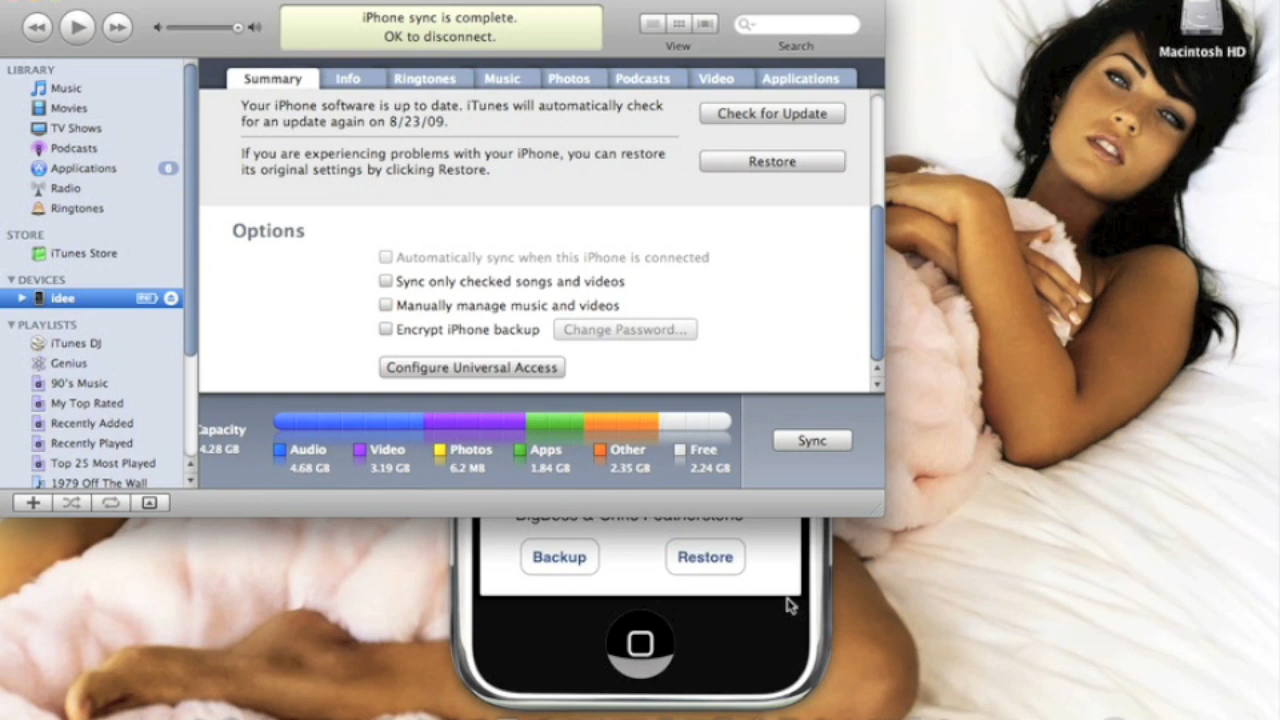 iPhone sync is complete.
OK to disconnect.
View
Search
Macintosh HD
LIBRARY
Music
Movies
TV Shows
Podcasts
Applications
Radio
Ringtones
STORE
iTunes Store
DEVICES
idee
PLAYLISTS
iTunes DJ
Genius
90's Music
My Top Rated
Recently Added
Recently Played
Top 25 Most Played
1979 Off The Wall
Summary Info Ringtones Music Photos Podcasts Video Applications
Your iPhone software is up to date. iTunes will automatically check
for an update again on 8/23/09.
Check for Update
If you are experiencing problems with your iPhone, you can restore
its original settings by clicking Restore.
Restore
Options
Automatically sync when this iPhone is connected
Sync only checked songs and videos
Manually manage music and videos
Encrypt iPhone backup Change Password...
Configure Universal Access
Capacity
4.28 GB
Audio Video Photos Apps Other Free
4.68 GB 3.19 GB 6.2 MB 1.84 GB 2.35 GB 2.24 GB
Sync
Backup Restore